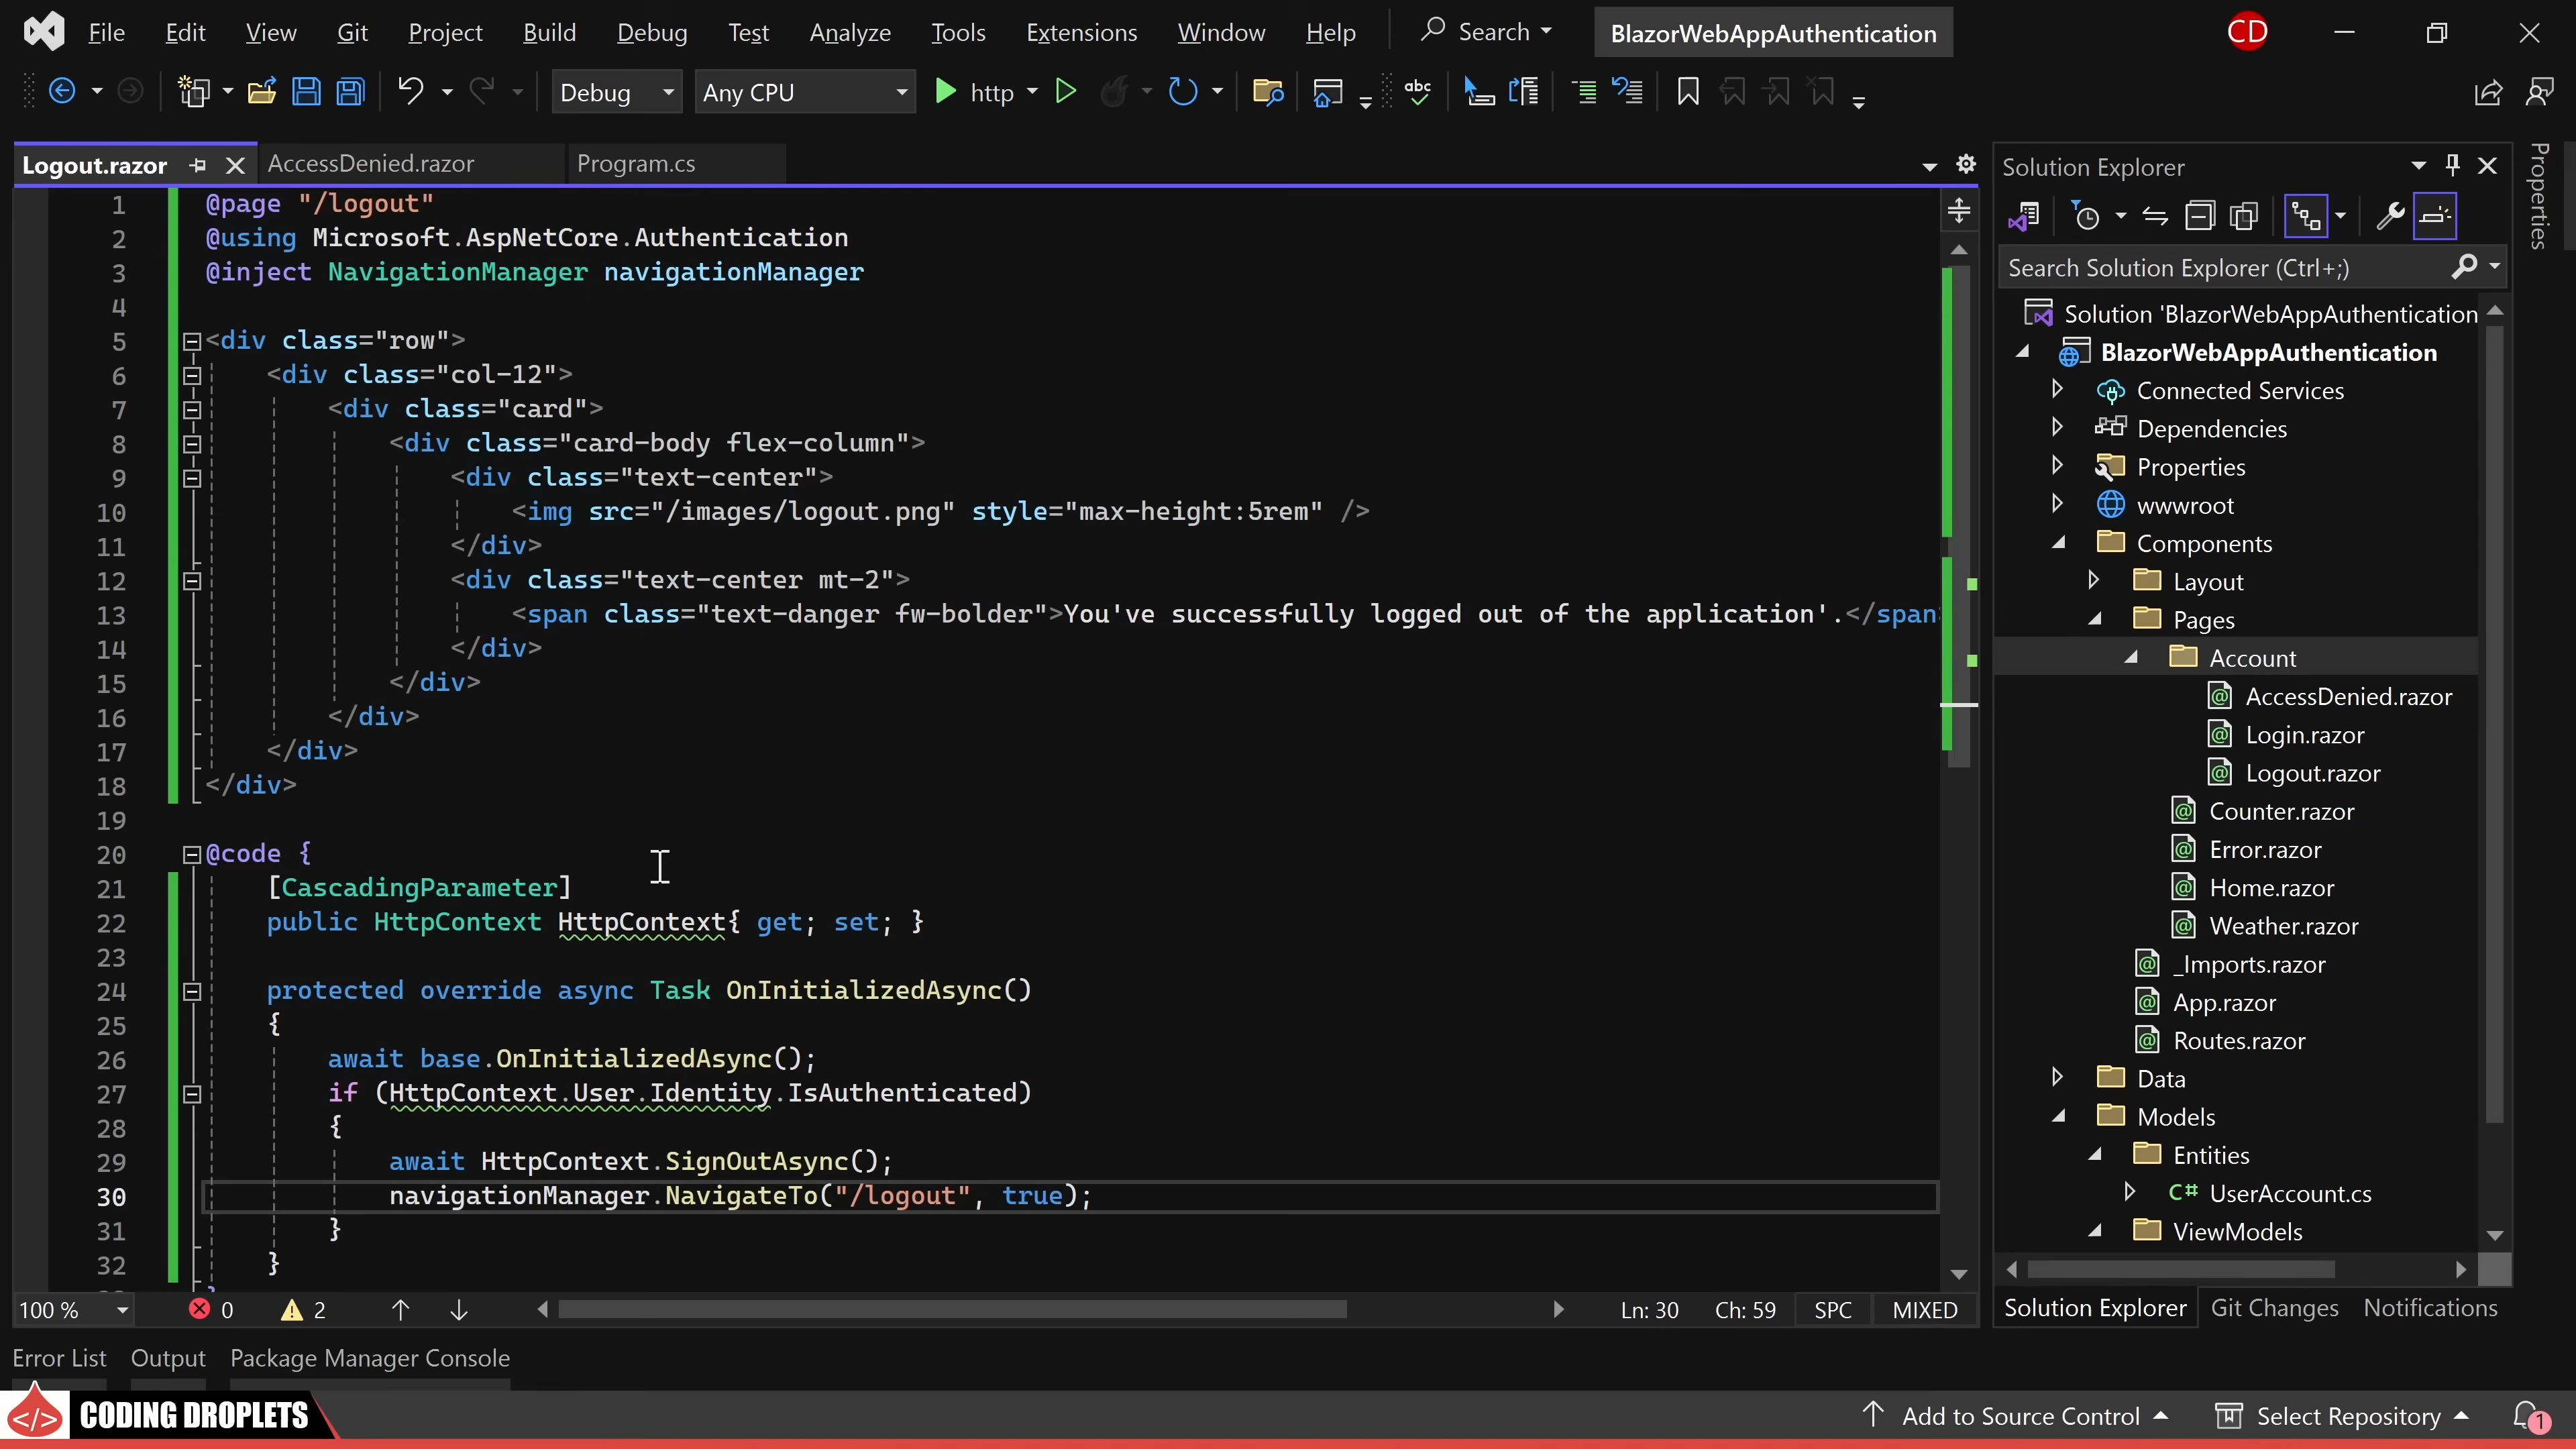 File Edit View Git Project Build Debug Test Analyze Tools Extensions Window Help Search BlazorWebAppAuthentication CD
Debug Any CPU http abc
Logout.razor AccessDenied.razor Program.cs
1 @page "/logout"
2 @using Microsoft.AspNetCore.Authentication
3 @inject NavigationManager navigationManager
4
5 <div class="row">
6 <div class="col-12">
7 <div class="card">
8 <div class="card-body flex-column">
9 <div class="text-center">
10 <img src="/images/logout.png" style="max-height:5rem" />
11 </div>
12 <div class="text-center mt-2">
13 <span class="text-danger fw-bolder">You've successfully logged out of the application'.</span
14 </div>
15 </div>
16 </div>
17 </div>
18 </div>
19
20 @code {
21 [CascadingParameter]
22 public HttpContext HttpContext{ get; set; }
23
24 protected override async Task OnInitializedAsync()
25 {
26 await base.OnInitializedAsync();
27 if (HttpContext.User.Identity.IsAuthenticated)
28 {
29 await HttpContext.SignOutAsync();
30 navigationManager.NavigateTo("/logout", true);
31 }
32 }
100 % 0 2 Ln: 30 Ch: 59 SPC MIXED
Solution Explorer
Search Solution Explorer (Ctrl+;)
Solution 'BlazorWebAppAuthentication
BlazorWebAppAuthentication
Connected Services
Dependencies
Properties
wwwroot
Components
Layout
Pages
Account
AccessDenied.razor
Login.razor
Logout.razor
Counter.razor
Error.razor
Home.razor
Weather.razor
_Imports.razor
App.razor
Routes.razor
Data
Models
Entities
C# UserAccount.cs
ViewModels
Solution Explorer Git Changes Notifications
Properties
Error List Output Package Manager Console
</> CODING DROPLETS
Add to Source Control Select Repository 1